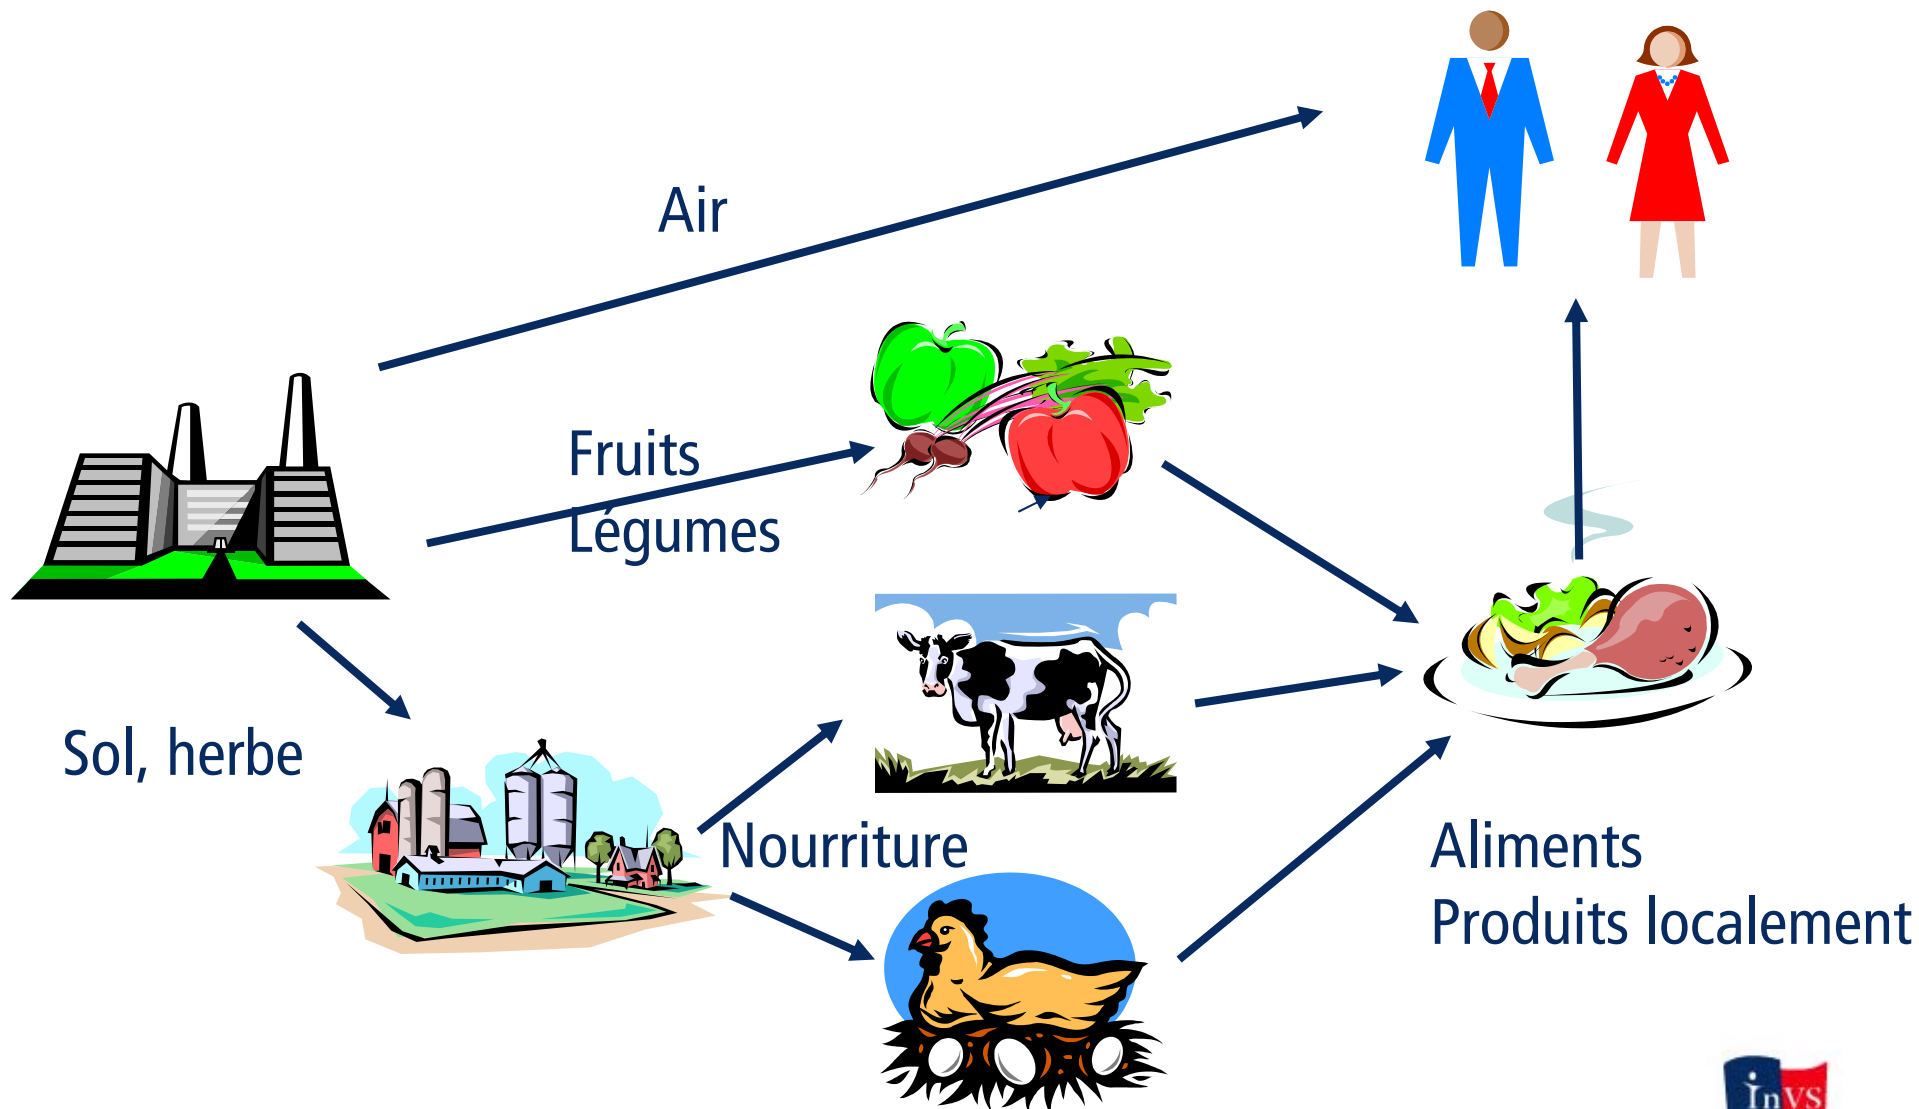 Air
Fruits
Légumes
Sol, herbe
Nourriture
Aliments
Produits localement
InVS